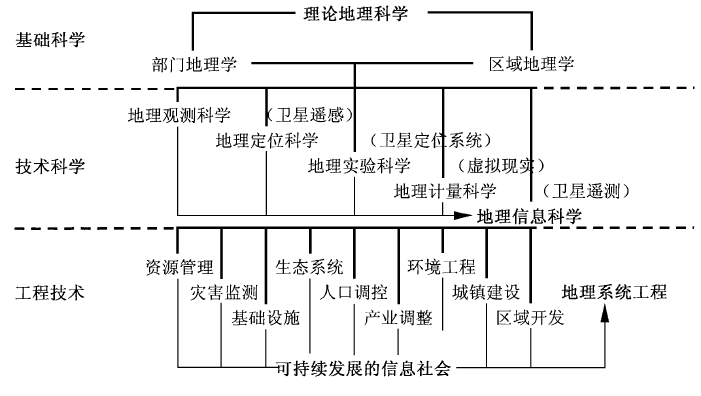 理论地理科学
基础科学
部门地理学
区域地理学
地理观测科学
（卫星遥感）
地理定位科学
（卫星定位系统）
技术科学
地理实验科学
（虚拟现实）
地理计量科学
（卫星遥测）
地理信息科学
资源管理
生态系统
环境工程
工程技术
灾害监测
人口调控
城镇建设
地理系统工程
基础设施
产业调整
区域开发
可持续发展的信息社会